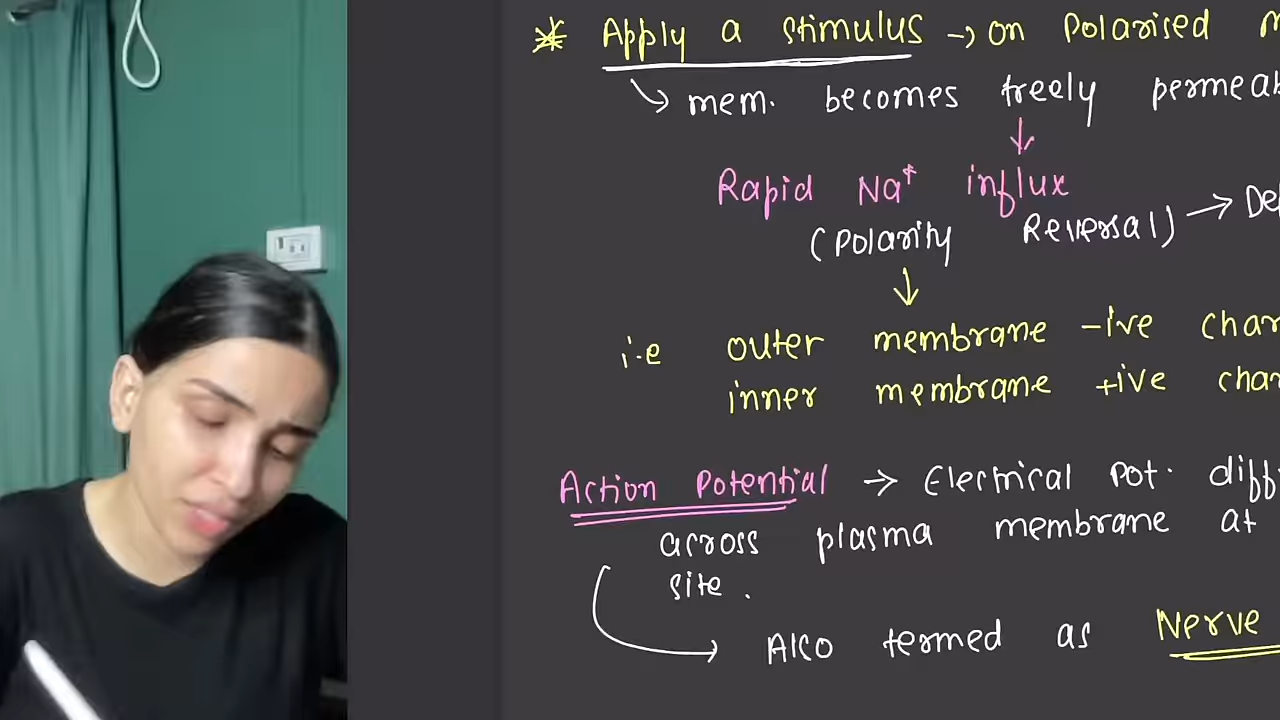 * Apply a stimulus → on Polarised
↳ mem. becomes freely permeab
↓
Rapid Na⁺ influx
(Polarity Reversal) → De
↓
i.e outer membrane -ive char
inner membrane +ive char
Action Potential → Electrical Pot. diff
across plasma membrane at
site.
→ Also termed as Nerve